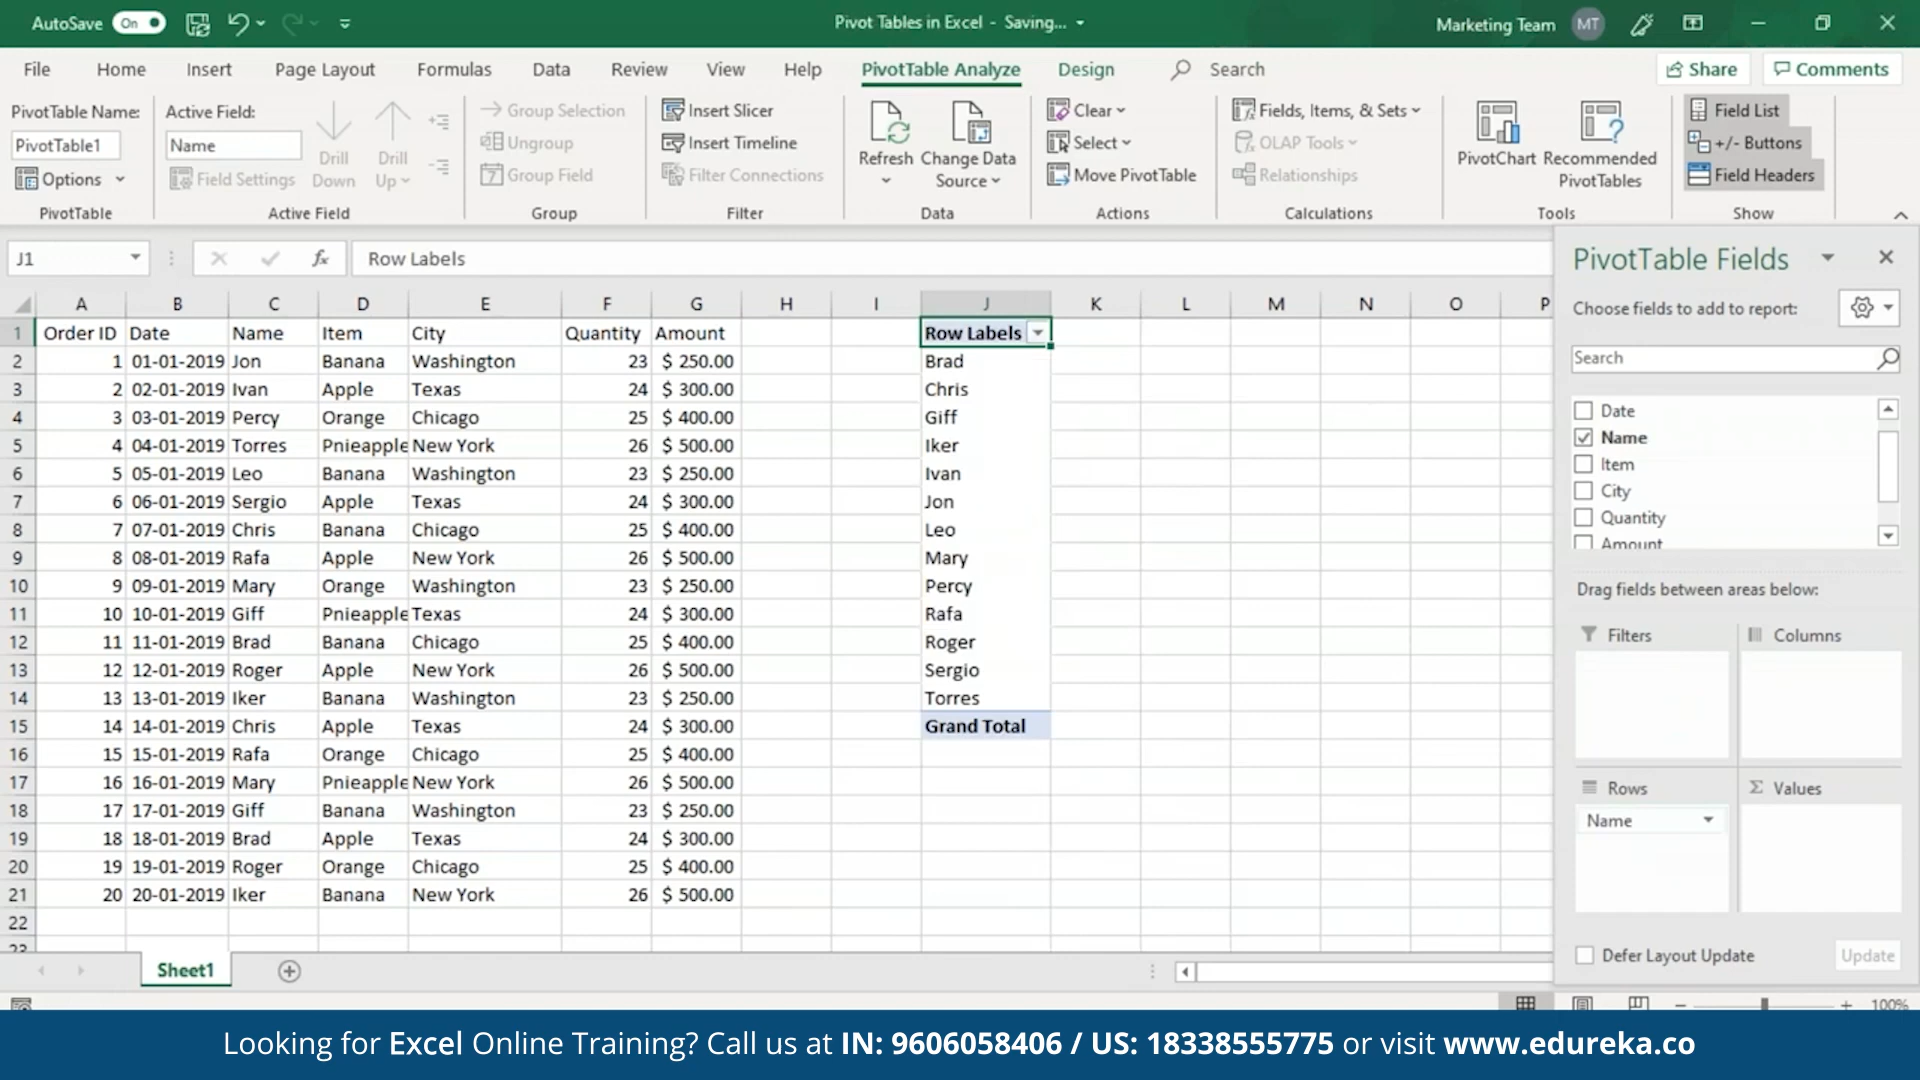 AutoSave On Pivot Tables in Excel - Saving... Marketing Team MT
File Home Insert Page Layout Formulas Data Review View Help PivotTable Analyze Design Search Share Comments
PivotTable Name:
PivotTable1
Options
PivotTable
Active Field:
Name
Field Settings
Drill Down
Drill Up
Active Field
Group Selection
Ungroup
Group Field
Group
Insert Slicer
Insert Timeline
Filter Connections
Filter
Refresh
Change Data Source
Data
Clear
Select
Move PivotTable
Actions
Fields, Items, & Sets
OLAP Tools
Relationships
Calculations
PivotChart
Recommended PivotTables
Tools
Field List
+/- Buttons
Field Headers
Show
J1 fx Row Labels
A B C D E F G H I J K L M N O P
1 Order ID Date Name Item City Quantity Amount Row Labels
2 1 01-01-2019 Jon Banana Washington 23 $ 250.00 Brad
3 2 02-01-2019 Ivan Apple Texas 24 $ 300.00 Chris
4 3 03-01-2019 Percy Orange Chicago 25 $ 400.00 Giff
5 4 04-01-2019 Torres Pnieapple New York 26 $ 500.00 Iker
6 5 05-01-2019 Leo Banana Washington 23 $ 250.00 Ivan
7 6 06-01-2019 Sergio Apple Texas 24 $ 300.00 Jon
8 7 07-01-2019 Chris Banana Chicago 25 $ 400.00 Leo
9 8 08-01-2019 Rafa Apple New York 26 $ 500.00 Mary
10 9 09-01-2019 Mary Orange Washington 23 $ 250.00 Percy
11 10 10-01-2019 Giff Pnieapple Texas 24 $ 300.00 Rafa
12 11 11-01-2019 Brad Banana Chicago 25 $ 400.00 Roger
13 12 12-01-2019 Roger Apple New York 26 $ 500.00 Sergio
14 13 13-01-2019 Iker Banana Washington 23 $ 250.00 Torres
15 14 14-01-2019 Chris Apple Texas 24 $ 300.00 Grand Total
16 15 15-01-2019 Rafa Orange Chicago 25 $ 400.00
17 16 16-01-2019 Mary Pnieapple New York 26 $ 500.00
18 17 17-01-2019 Giff Banana Washington 23 $ 250.00
19 18 18-01-2019 Brad Apple Texas 24 $ 300.00
20 19 19-01-2019 Roger Orange Chicago 25 $ 400.00
21 20 20-01-2019 Iker Banana New York 26 $ 500.00
22
23
Sheet1
PivotTable Fields
Choose fields to add to report:
Search
Date
Name
Item
City
Quantity
Amount
Drag fields between areas below:
Filters
Columns
Rows
Σ Values
Name
Defer Layout Update Update
100%
Looking for Excel Online Training? Call us at IN: 9606058406 / US: 18338555775 or visit www.edureka.co